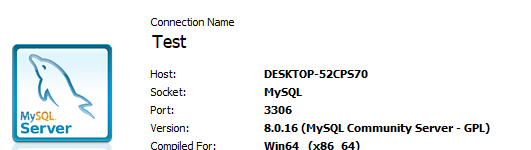 Connection Name
Test
MySQL
Server
Host: DESKTOP-52CPS70
Socket: MySQL
Port: 3306
Version: 8.0.16 (MySQL Community Server - GPL)
Compiled For: Win64 (x86_64)